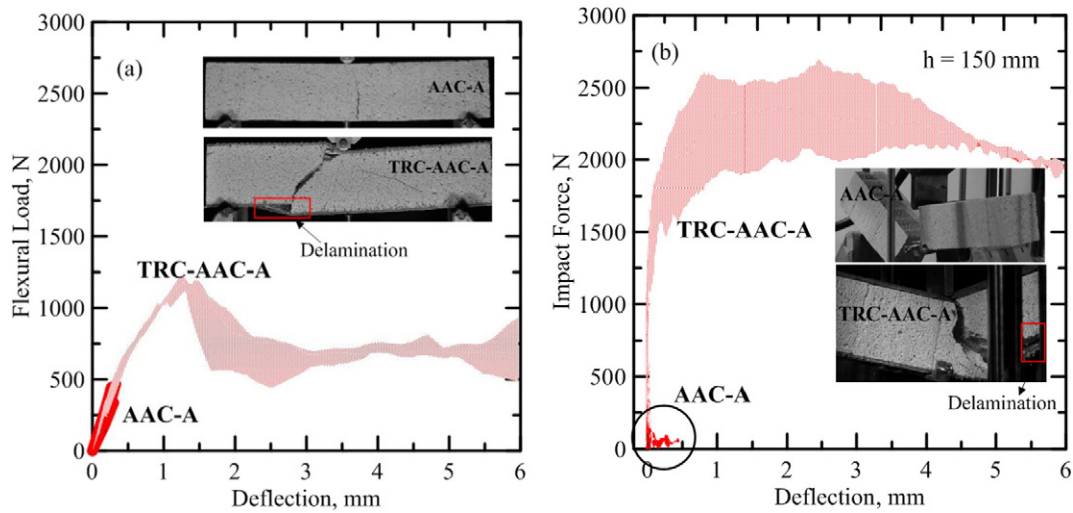 (a)
Flexural Load, N
3000
2500
2000
1500
1000
500
0
AAC-A
TRC-AAC-A
Delamination
TRC-AAC-A
AAC-A
0 1 2 3 4 5 6
Deflection, mm
(b)
h = 150 mm
Impact Force, N
3000
2500
2000
1500
1000
500
0
AAC-A
TRC-AAC-A
TRC-AAC-A
AAC-A
Delamination
0 1 2 3 4 5 6
Deflection, mm